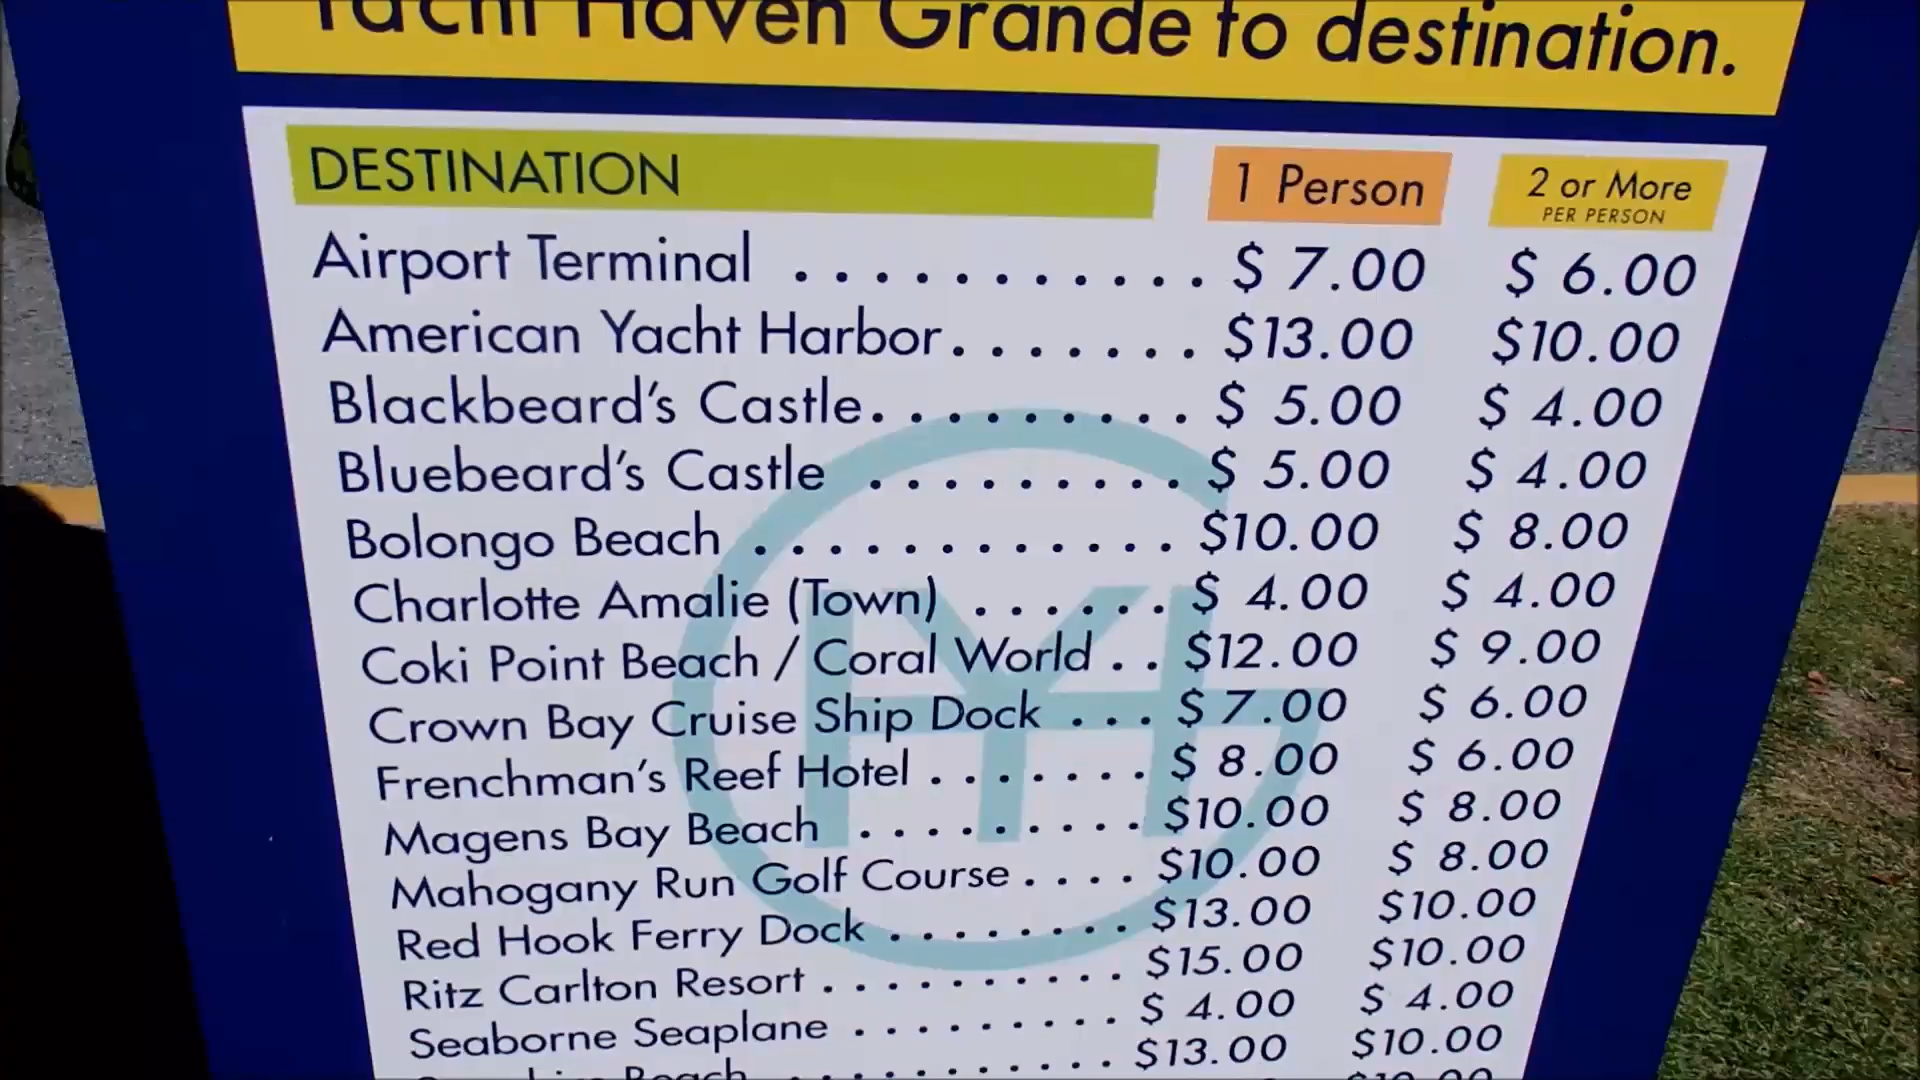 Yacht Haven Grande to destination.
DESTINATION 1 Person 2 or More PER PERSON
Airport Terminal . . . . . . . . . . . $ 7.00 $ 6.00
American Yacht Harbor. . . . . . . $13.00 $10.00
Blackbeard's Castle. . . . . . . . . . $ 5.00 $ 4.00
Bluebeard's Castle . . . . . . . . . . . $ 5.00 $ 4.00
Bolongo Beach . . . . . . . . . . . . $10.00 $ 8.00
Charlotte Amalie (Town) . . . . . . $ 4.00 $ 4.00
Coki Point Beach / Coral World . . $12.00 $ 9.00
Crown Bay Cruise Ship Dock . . . $ 7.00 $ 6.00
Frenchman's Reef Hotel . . . . . . . $ 8.00 $ 6.00
Magens Bay Beach . . . . . . . . . $10.00 $ 8.00
Mahogany Run Golf Course . . . . $10.00 $ 8.00
Red Hook Ferry Dock . . . . . . . . $13.00 $10.00
Ritz Carlton Resort . . . . . . . . . . $15.00 $10.00
Seaborne Seaplane . . . . . . . . . . $ 4.00 $ 4.00
Beach . . . . . . . . . . . . $13.00 $10.00